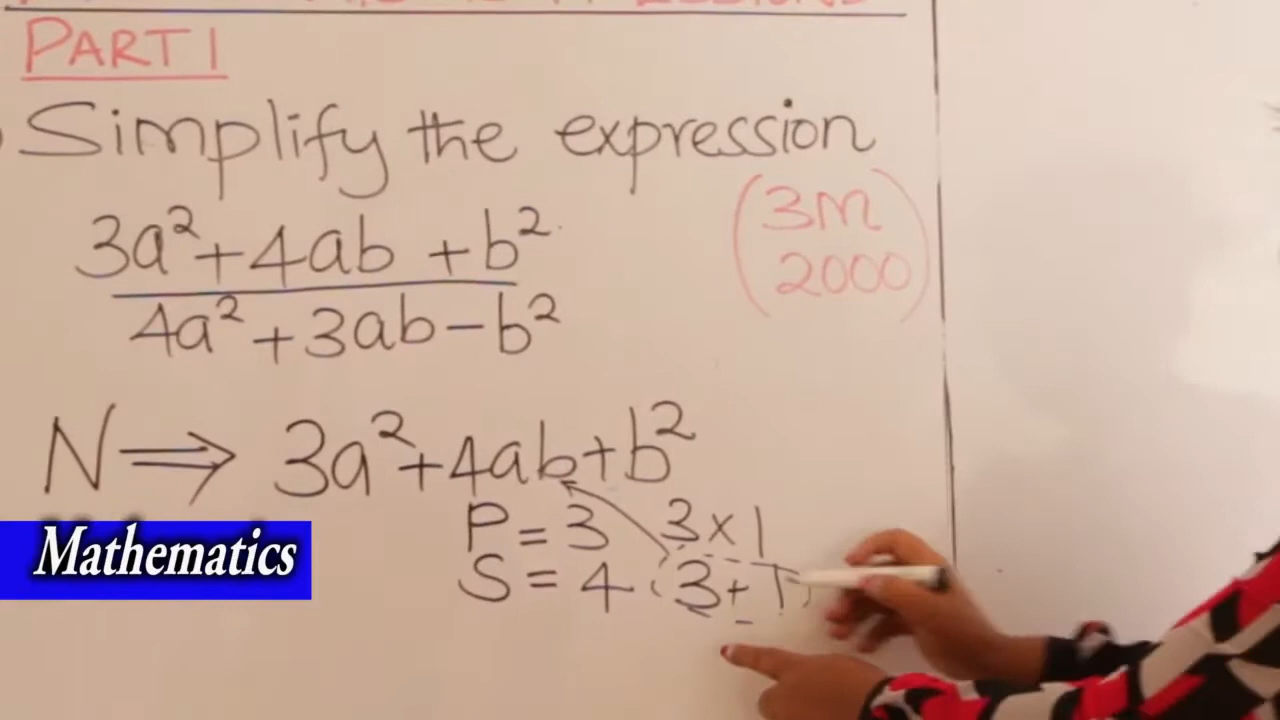 PART 1
Simplify the expression
3a²+4ab +b²
4a²+3ab-b²
(3m
2000)
N⟹ 3a²+4ab+b²
P=3 3×1
S=4 (3+1)
Mathematics